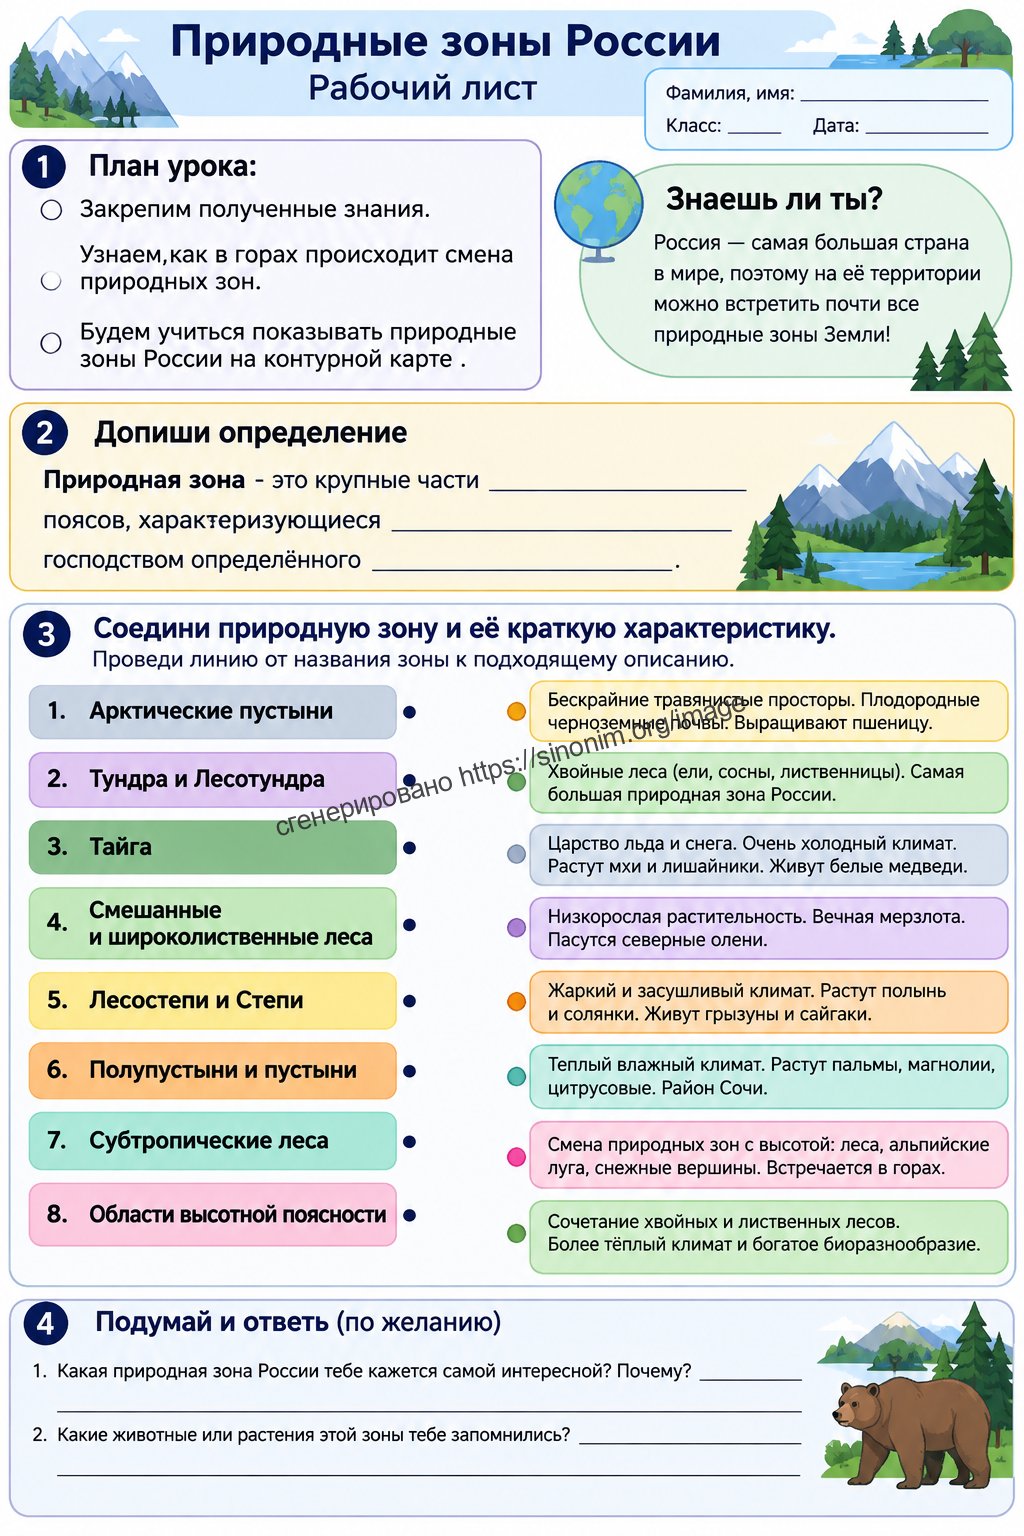 Природные зоны России
Рабочий лист
Фамилия, имя:
Класс: Дата:
1 План урока:
Закрепим полученные знания.
Узнаем,как в горах происходит смена
природных зон.
Будем учиться показывать природные
зоны России на контурной карте .
Знаешь ли ты?
Россия — самая большая страна
в мире, поэтому на её территории
можно встретить почти все
природные зоны Земли!
2 Допиши определение
Природная зона - это крупные части
поясов, характеризующиеся
господством определённого .
3 Соедини природную зону и её краткую характеристику.
Проведи линию от названия зоны к подходящему описанию.
1. Арктические пустыни
2. Тундра и Лесотундра
3. Тайга
4. Смешанные
и широколиственные леса
5. Лесостепи и Степи
6. Полупустыни и пустыни
7. Субтропические леса
8. Области высотной поясности
Бескрайние травянистые просторы. Плодородные
черноземные почвы. Выращивают пшеницу.
Хвойные леса (ели, сосны, лиственницы). Самая
большая природная зона России.
Царство льда и снега. Очень холодный климат.
Растут мхи и лишайники. Живут белые медведи.
Низкорослая растительность. Вечная мерзлота.
Пасутся северные олени.
Жаркий и засушливый климат. Растут полынь
и солянки. Живут грызуны и сайгаки.
Теплый влажный климат. Растут пальмы, магнолии,
цитрусовые. Район Сочи.
Смена природных зон с высотой: леса, альпийские
луга, снежные вершины. Встречается в горах.
Сочетание хвойных и лиственных лесов.
Более тёплый климат и богатое биоразнообразие.
сгенерировано https://sinonim.org/image
4 Подумай и ответь (по желанию)
1. Какая природная зона России тебе кажется самой интересной? Почему?
2. Какие животные или растения этой зоны тебе запомнились?